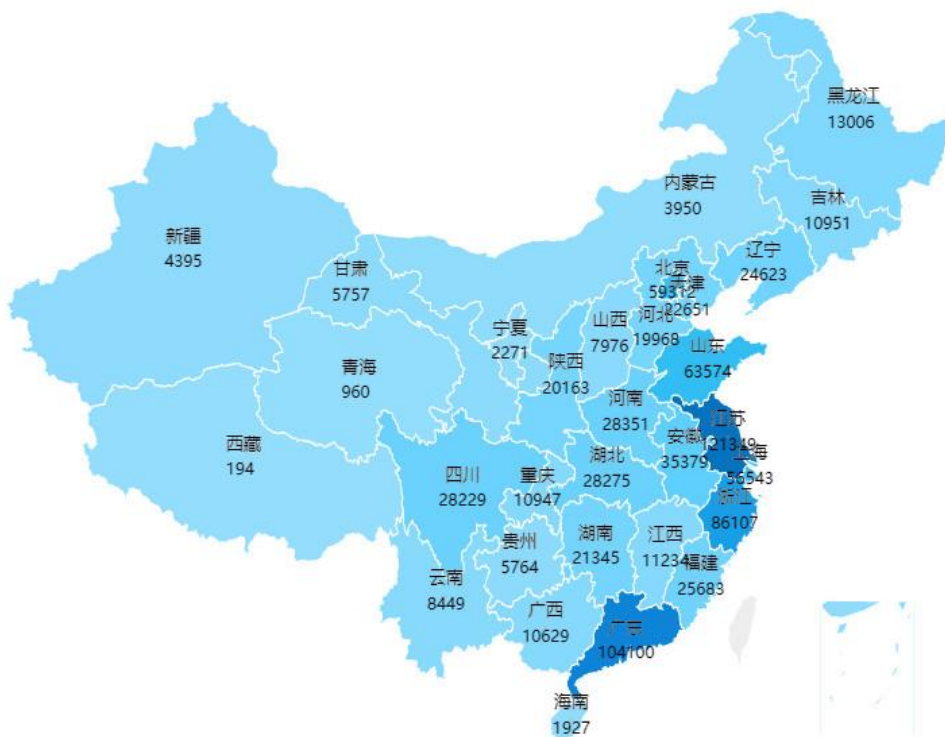 黑龙江
13006
内蒙古
3950
吉林
10951
新疆
4395
辽宁
24623
甘肃
5757
北京
59312
天津
22651
河北
19968
山西
7976
宁夏
2271
山东
63574
陕西
20163
青海
960
河南
28351
江苏
121349
安徽
35379
西藏
194
上海
56543
湖北
28275
四川
28229
重庆
10947
浙江
86107
湖南
21345
江西
11234
贵州
5764
福建
25683
云南
8449
广西
10629
广东
104100
海南
1927